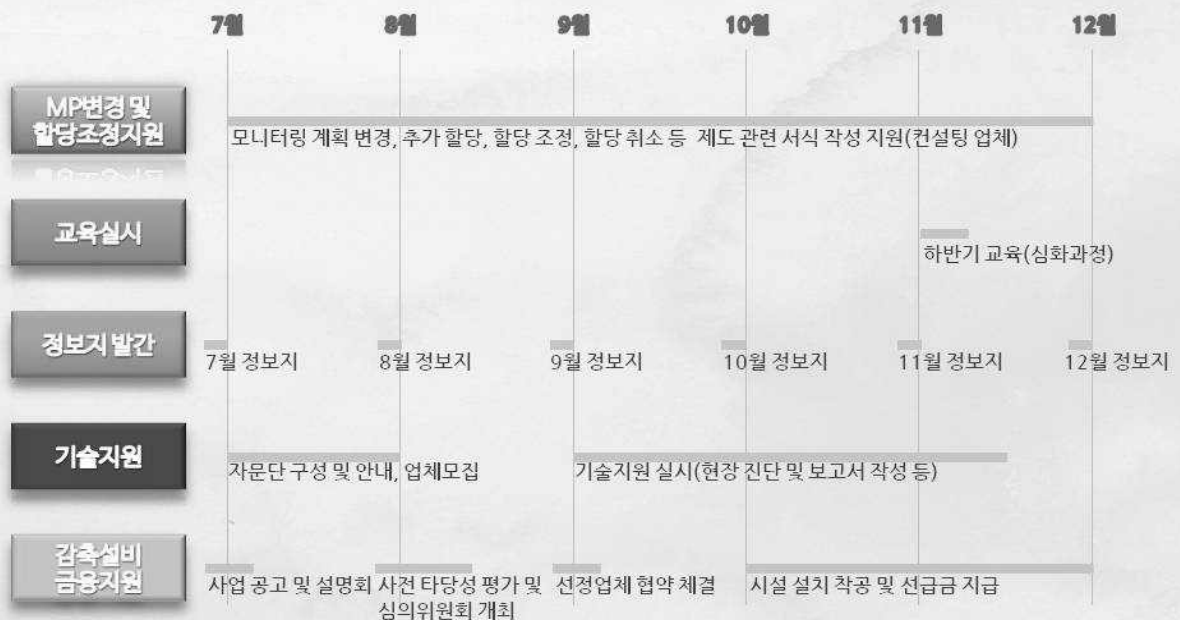 7월 8월 9월 10월 11월 12월
MP변경 및
할당조정지원
모니터링 계획 변경, 추가 할당, 할당 조정, 할당 취소 등 제도 관련 서식 작성 지원(컨설팅 업체)
교육실시
하반기 교육(심화과정)
정보지 발간
7월 정보지 8월 정보지 9월 정보지 10월 정보지 11월 정보지 12월 정보지
기술지원
자문단 구성 및 안내, 업체모집 기술지원 실시(현장 진단 및 보고서 작성 등)
감축설비
금융지원
사업 공고 및 설명회 사전 타당성 평가 및 선정업체 협약 체결 시설 설치 착공 및 선급금 지급
심의위원회 개최